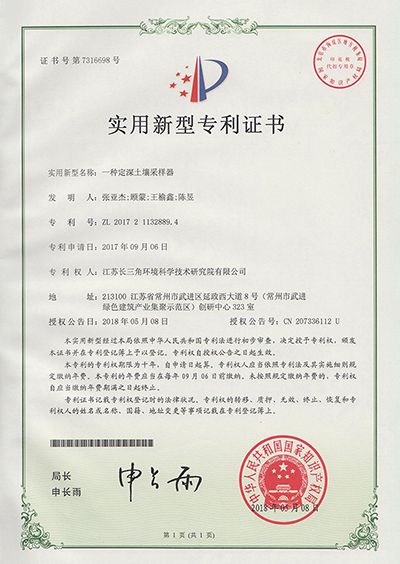 证书号第7316698号
印花税
代扣专用章
实用新型专利证书
实用新型名称:一种定深土壤采样器
发明人:张亚杰;顾蒙;王榆鑫;陈昱
专利号:ZL 2017 2 1132889.4
专利申请日:2017年09月06日
专利权人:江苏长三角环境科学技术研究院有限公司
地址:213100 江苏省常州市武进区延政西大道8号(常州市武进
绿色建筑产业集聚示范区)创研中心323室
授权公告日:2018年05月08日 授权公告号:CN 207336112 U
本实用新型经过本局依照中华人民共和国专利法进行初步审查,决定授予专利权,颁
发本证书并在专利登记簿上予以登记。专利权自授权公告之日起生效。
本专利的专利权期限为十年,自申请日起算。专利权人应当依照专利法及其实施细则规
定缴纳年费。本专利的年费应当在每年09月06日前缴纳。未按照规定缴纳年费的,专利权
自应当缴纳年费期满之日起终止。
专利证书记载专利权登记时的法律状况。专利权的转移、质押、无效、终止、恢复和专
利权人的姓名或名称、国籍、地址变更等事项记载在专利登记簿上。
局长
申长雨
申长雨
中华人民共和国国家知识产权局
2018年05月08日
第1页(共1页)